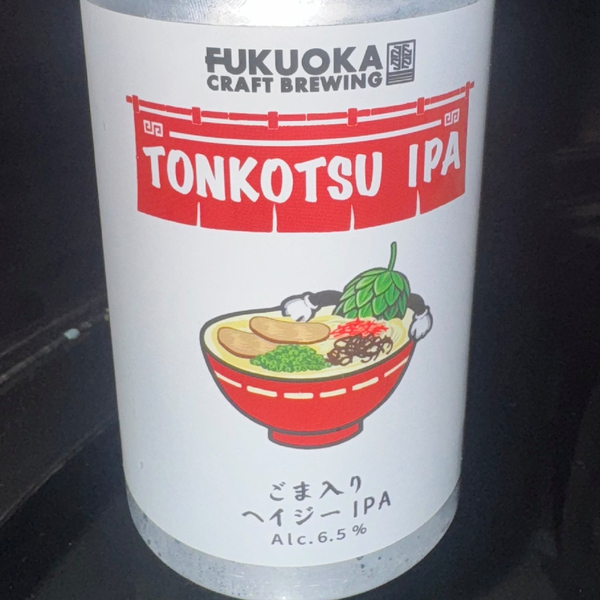 FUKUOKA
CRAFT BREWING
TONKOTSU IPA
ごま入り
ヘイジーIPA
Alc.6.5%